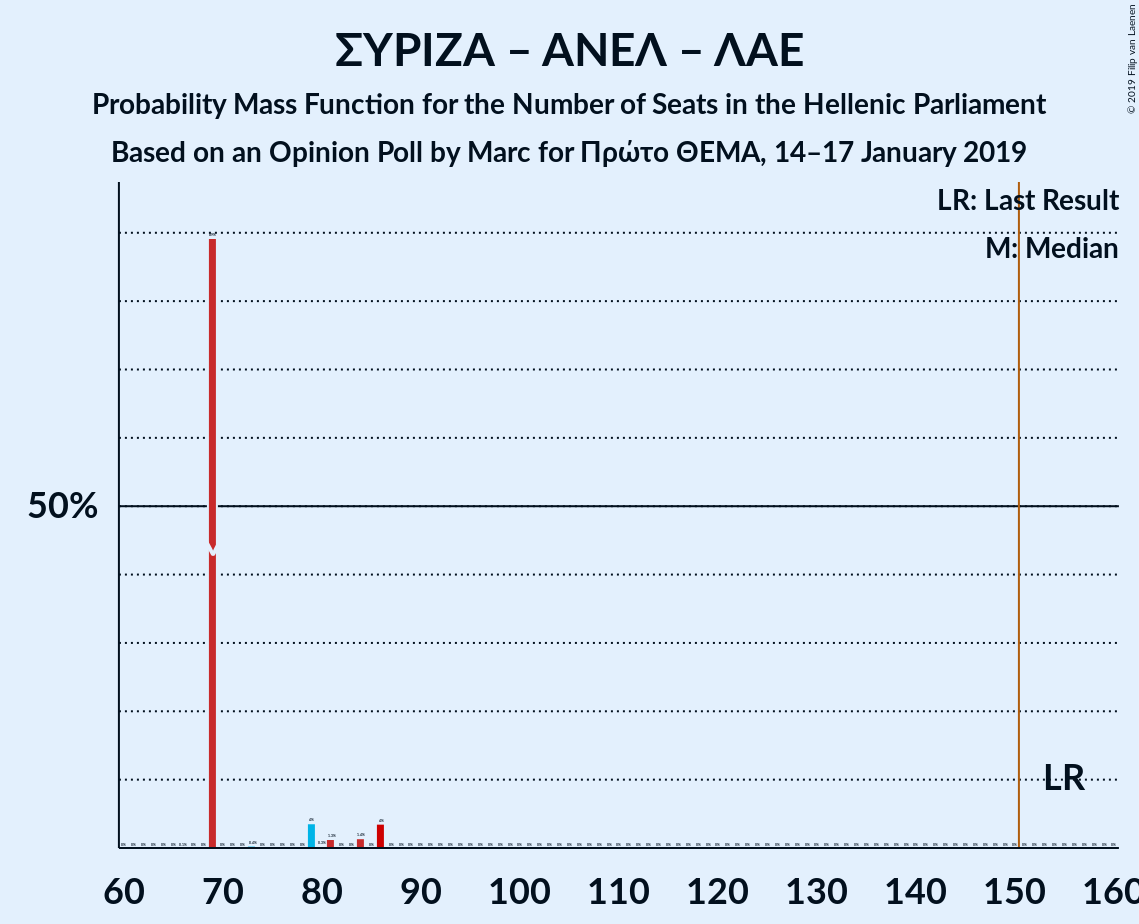 ΣΥΡΙΖΑ – ΑΝΕΛ – ΛΑΕ
Probability Mass Function for the Number of Seats in the Hellenic Parliament
Based on an Opinion Poll by Marc for Πρώτο ΘΕΜΑ, 14–17 January 2019
© 2019 Filip van Laenen
LR: Last Result
M: Median
50%
LR
60 70 80 90 100 110 120 130 140 150 160